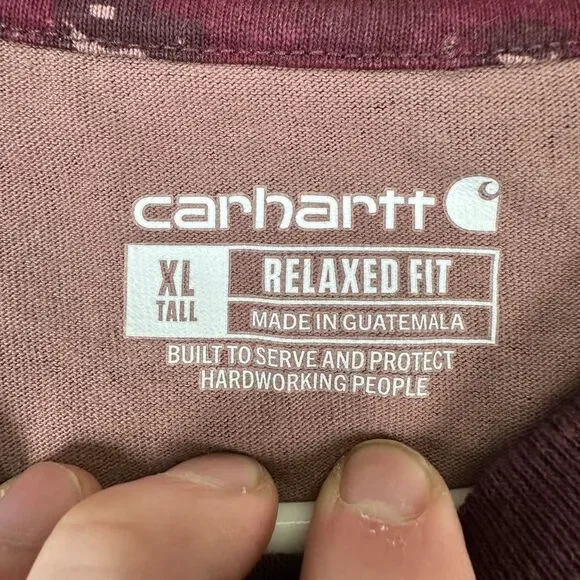 carhartt
XL
TALL
RELAXED FIT
MADE IN GUATEMALA
BUILT TO SERVE AND PROTECT
HARDWORKING PEOPLE